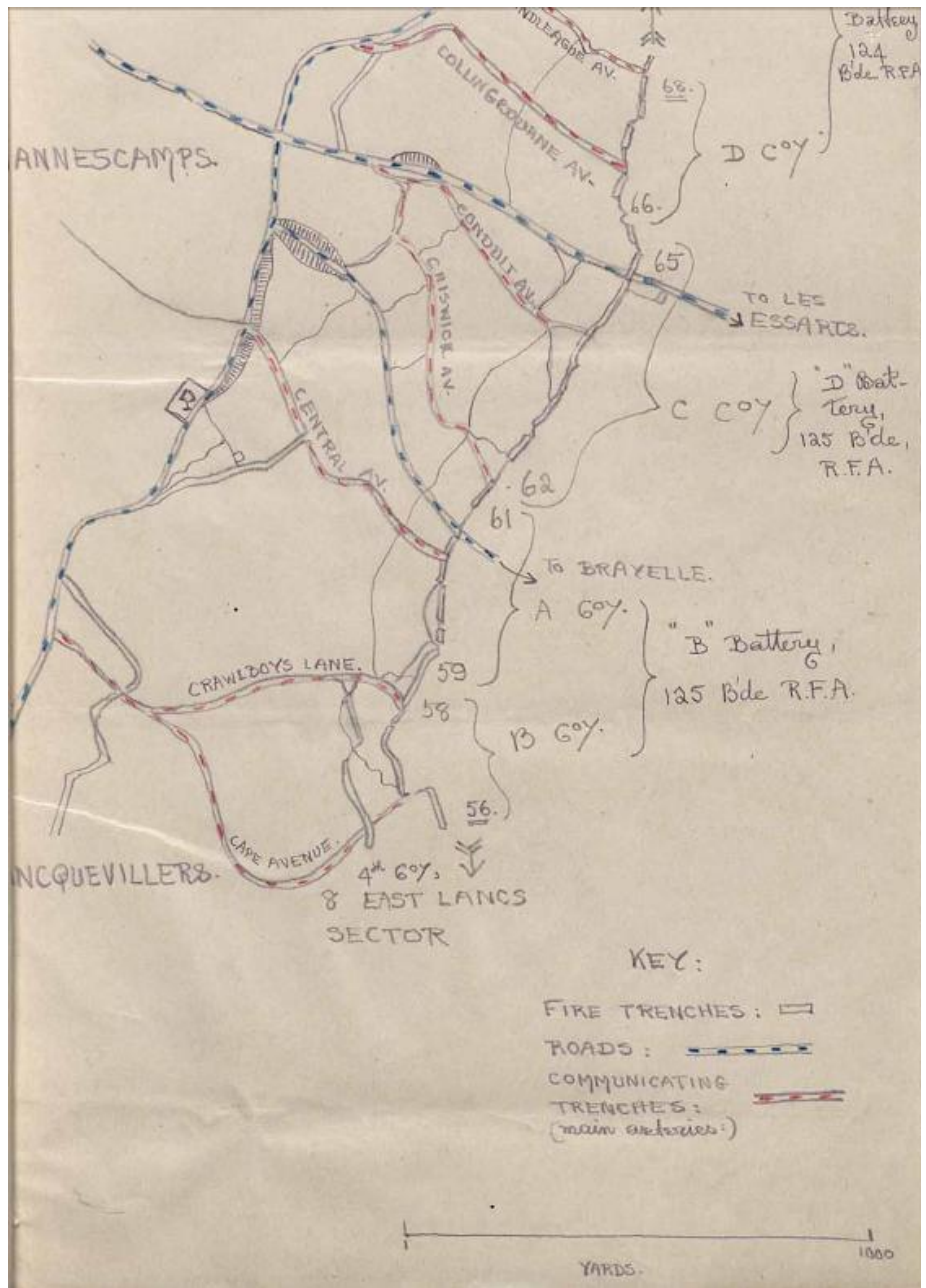 Battery
124
B'de R.F.A
NDLEAGUE AV.
COLLINGBOURNE AV.
68.
D COY
ANNESCAMPS.
66.
65
CONDUIT AV.
CHISWICK AV.
TO LES
ESSARTS.
C COY
"D" Bat-
tery,
125 B'de,
R.F.A.
B
CENTRAL AV.
62
61
TO BRAYELLE.
A COY.
"B" Battery,
125 B'de R.F.A.
CRAWLBOYS LANE.
59
58
B COY.
56.
CAPE AVENUE.
NCQUEVILLERS.
4th COY,
8 EAST LANCS
SECTOR
KEY:
FIRE TRENCHES:
ROADS:
COMMUNICATING
TRENCHES:
(main arteries:)
1000
YARDS.